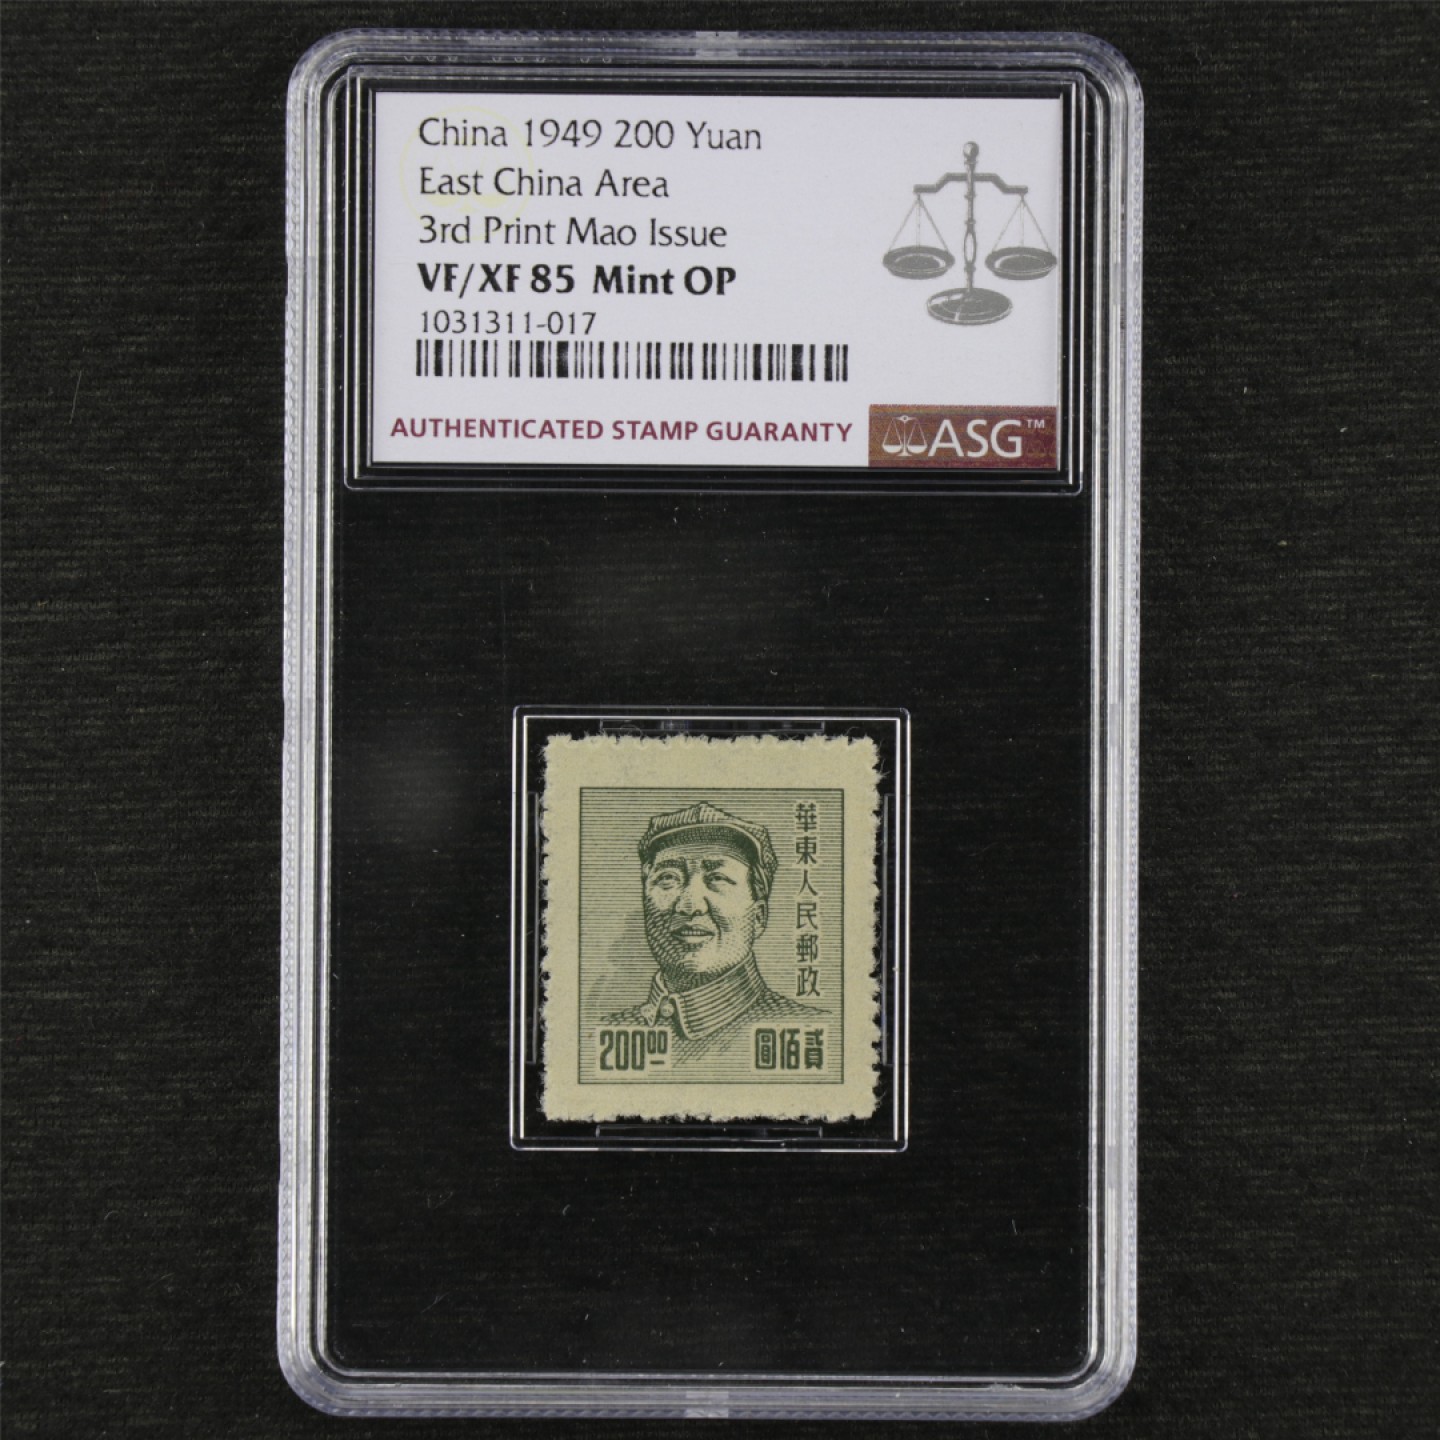 China 1949 200 Yuan
East China Area
3rd Print Mao Issue
VF/XF 85 Mint OP
1031311-017
AUTHENTICATED STAMP GUARANTY
ASG™
華東人民郵政
200⁰⁰
圓佰貳